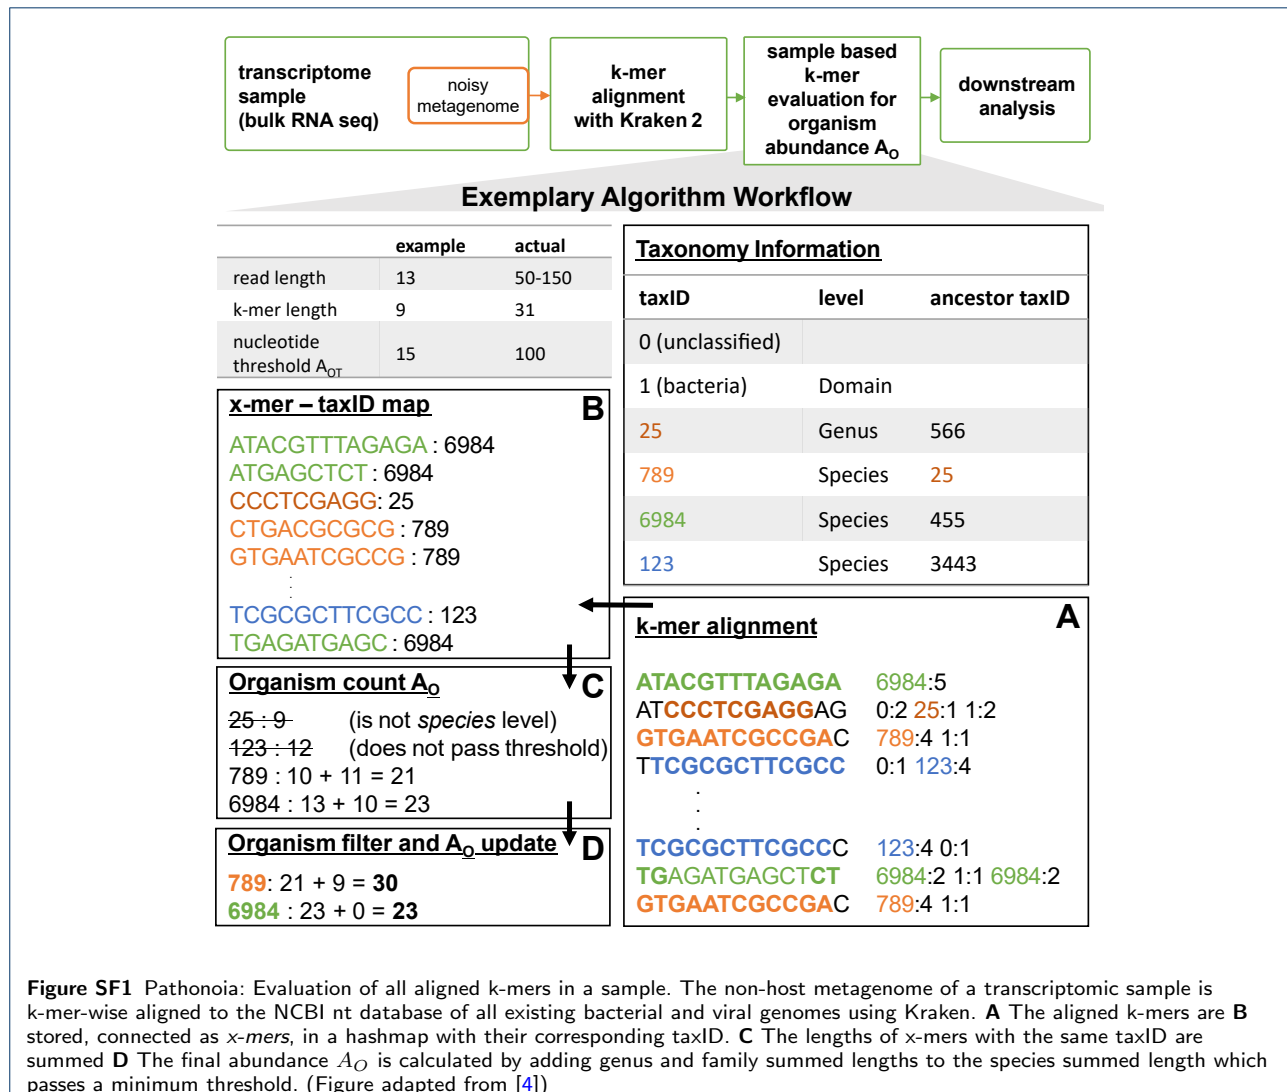 transcriptome
sample
(bulk RNA seq)
noisy
metagenome
k-mer
alignment
with Kraken 2
sample based
k-mer
evaluation for
organism
abundance AO
downstream
analysis
Exemplary Algorithm Workflow
example actual
read length 13 50-150
k-mer length 9 31
nucleotide
threshold AOT 15 100
Taxonomy Information
taxID level ancestor taxID
0 (unclassified)
1 (bacteria) Domain
25 Genus 566
789 Species 25
6984 Species 455
123 Species 3443
x-mer – taxID map B
ATACGTTTAGAGA : 6984
ATGAGCTCT : 6984
CCCTCGAGG: 25
CTGACGCGCG : 789
GTGAATCGCCG : 789
.
.
.
TCGCGCTTCGCC : 123
TGAGATGAGC : 6984
k-mer alignment A
ATACGTTTAGAGA 6984:5
ATCCCTCGAGGAG 0:2 25:1 1:2
GTGAATCGCCGAC 789:4 1:1
TTCGCGCTTCGCC 0:1 123:4
.
.
.
TCGCGCTTCGCCC 123:4 0:1
TGAGATGAGCTCT 6984:2 1:1 6984:2
GTGAATCGCCGAC 789:4 1:1
Organism count AO C
25 : 9 (is not species level)
123 : 12 (does not pass threshold)
789 : 10 + 11 = 21
6984 : 13 + 10 = 23
Organism filter and AO update D
789: 21 + 9 = 30
6984 : 23 + 0 = 23
Figure SF1 Pathonoia: Evaluation of all aligned k-mers in a sample. The non-host metagenome of a transcriptomic sample is
k-mer-wise aligned to the NCBI nt database of all existing bacterial and viral genomes using Kraken. A The aligned k-mers are B
stored, connected as x-mers, in a hashmap with their corresponding taxID. C The lengths of x-mers with the same taxID are
summed D The final abundance AO is calculated by adding genus and family summed lengths to the species summed length which
passes a minimum threshold. (Figure adapted from [4])